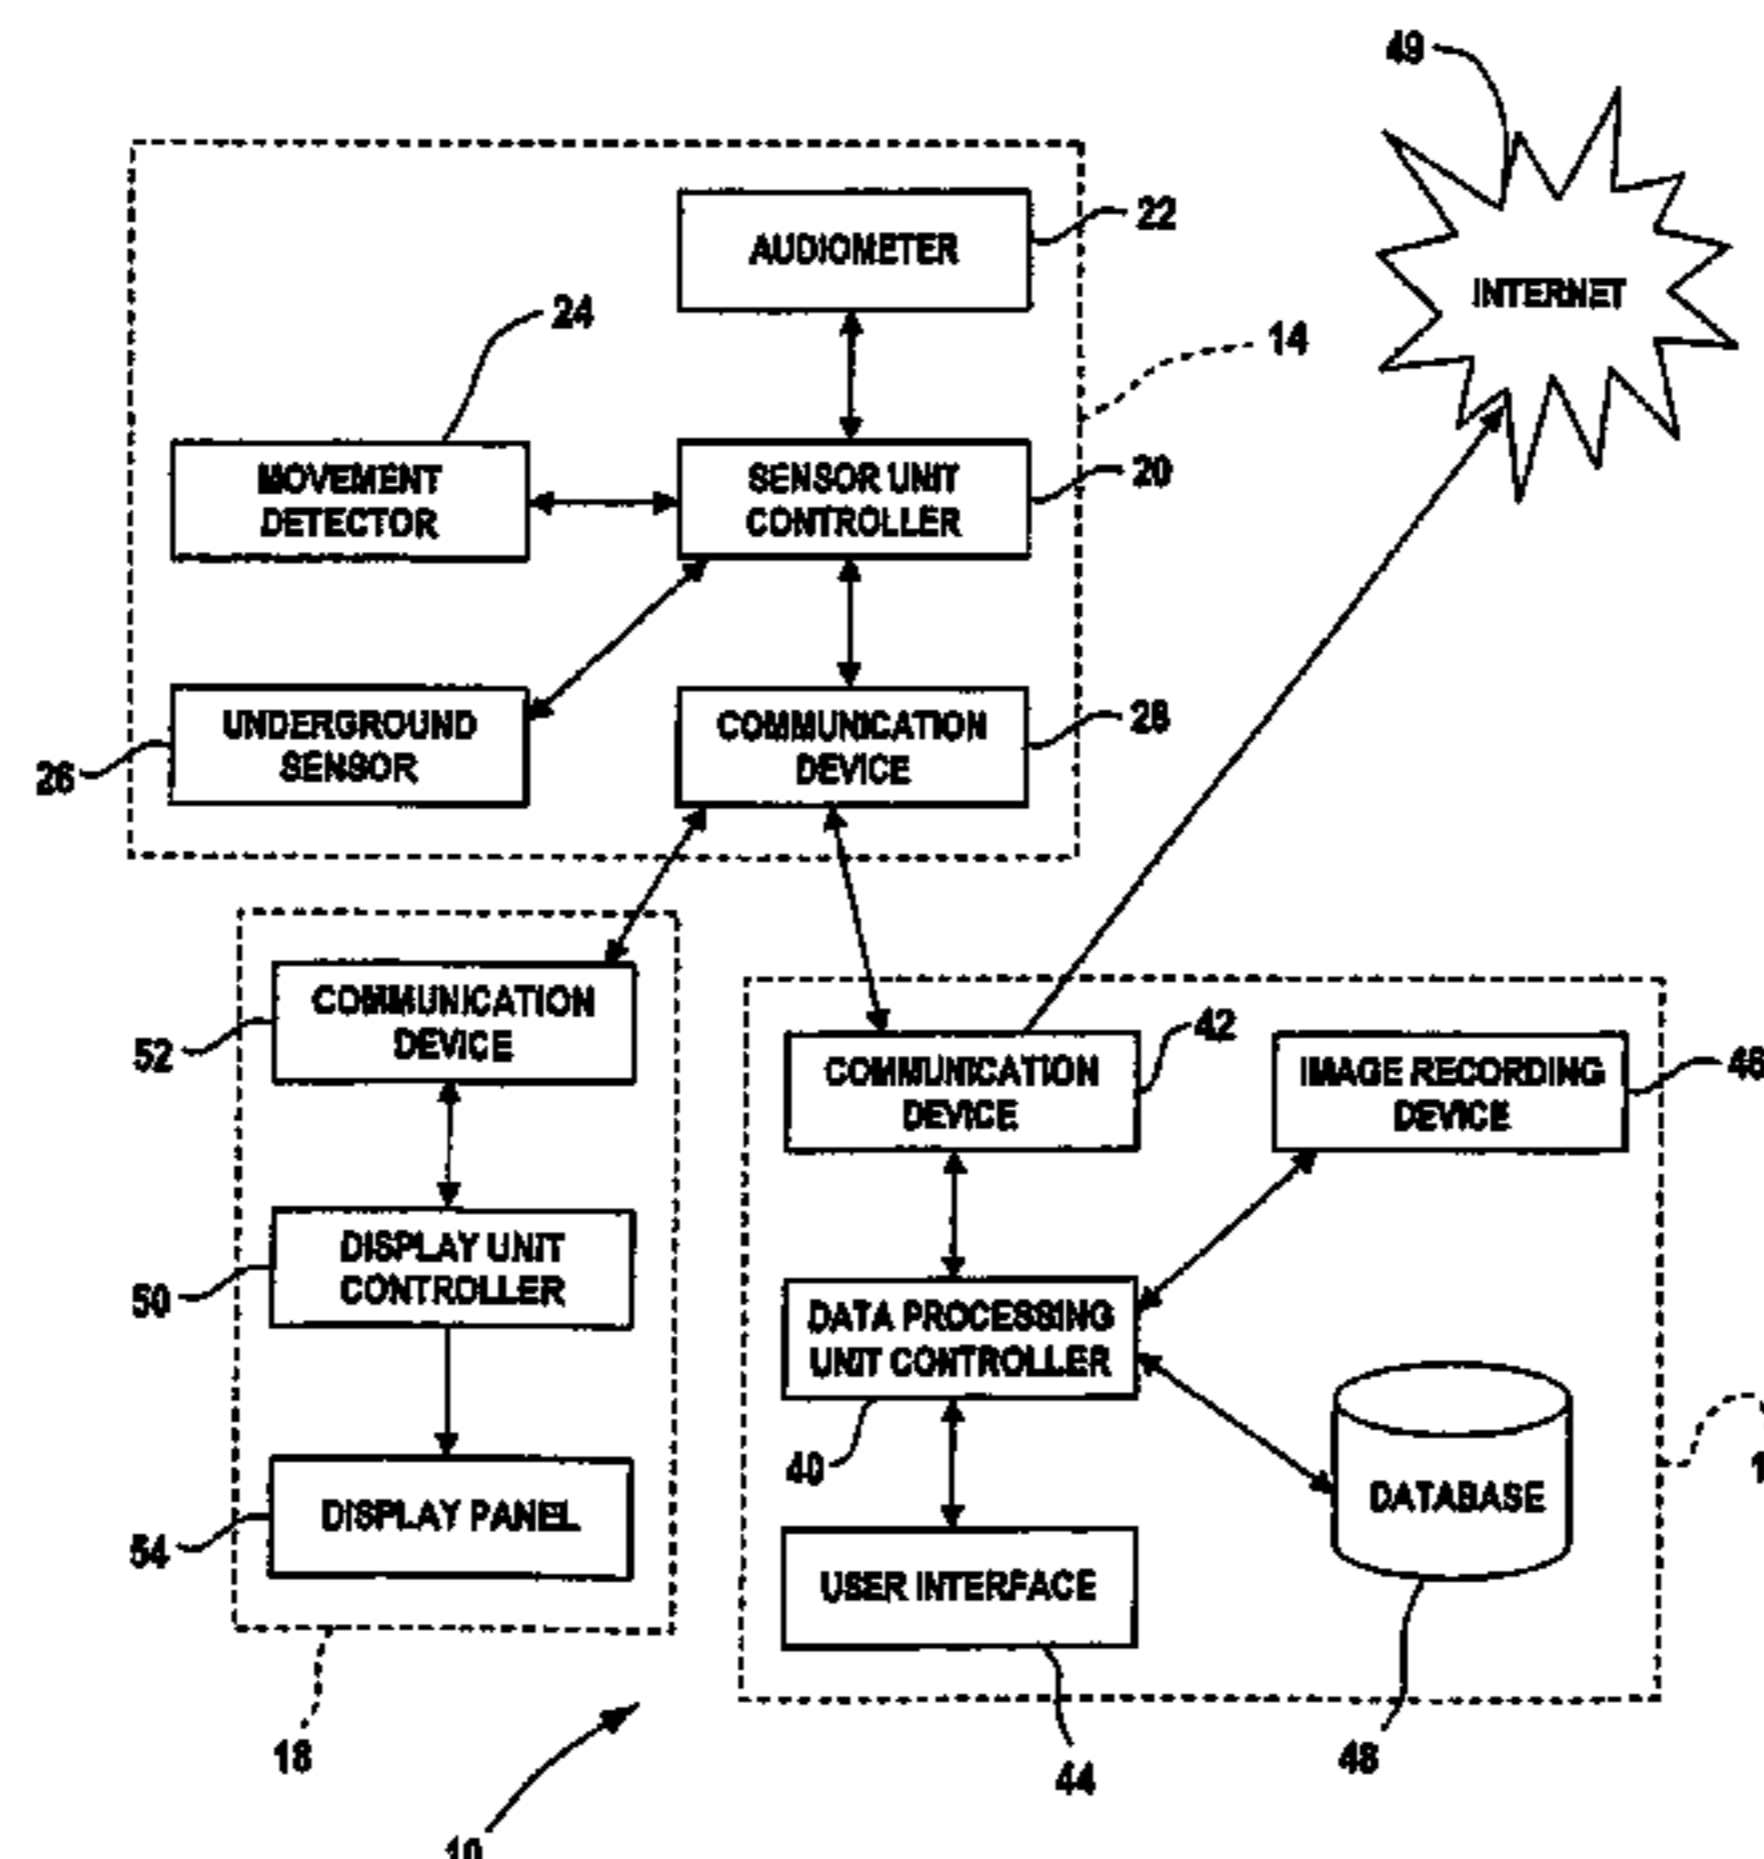 49
AUDIOMETER
22
INTERNET
24
14
MOVEMENT
DETECTOR
SENSOR UNIT
CONTROLLER
20
UNDERGROUND
SENSOR
26
COMMUNICATION
DEVICE
28
COMMUNICATION
DEVICE
52
COMMUNICATION
DEVICE
42
IMAGE RECORDING
DEVICE
DISPLAY UNIT
CONTROLLER
50
DATA PROCESSING
UNIT CONTROLLER
40
DATABASE
DISPLAY PANEL
54
USER INTERFACE
18
44
48
10